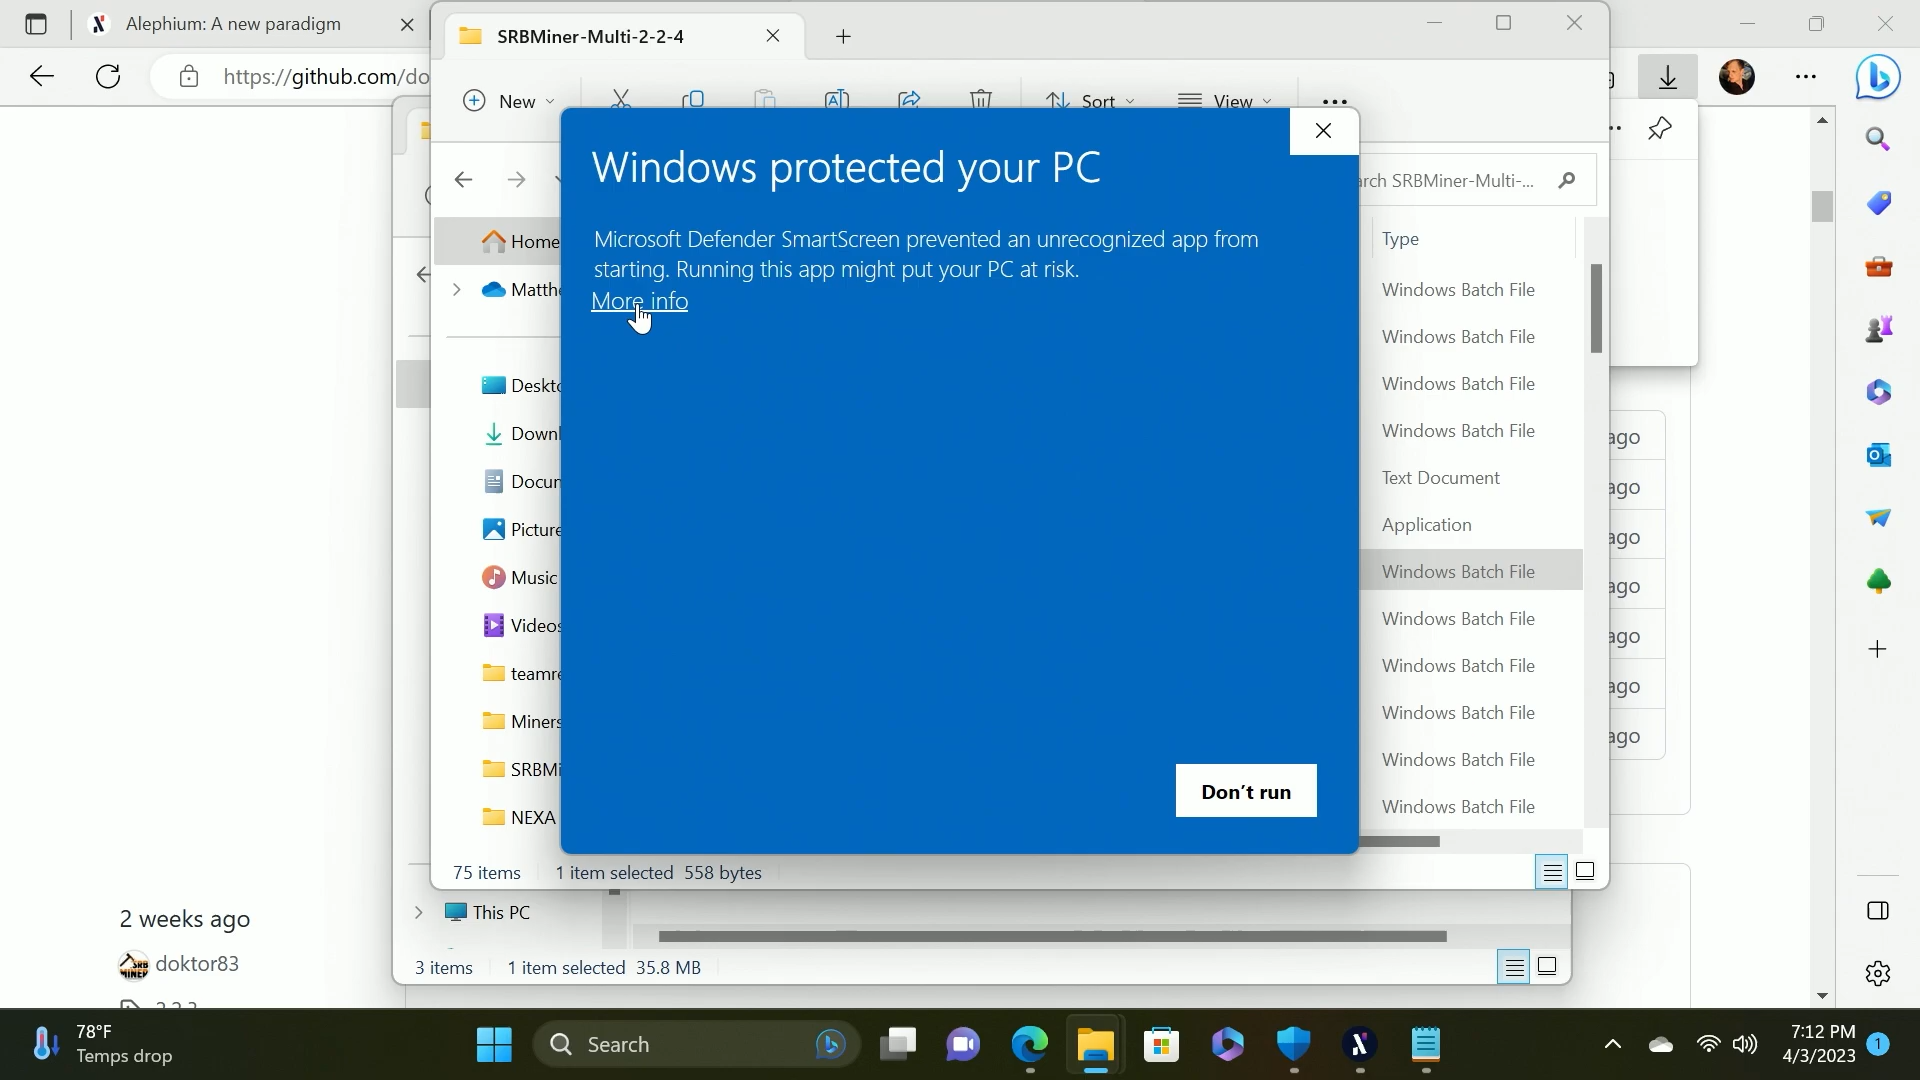 Alephium: A new paradigm
https://github.com/do
SRBMiner-Multi-2-2-4
New
Sort
View
Windows protected your PC
Microsoft Defender SmartScreen prevented an unrecognized app from
starting. Running this app might put your PC at risk.
More info
Don't run
SRBMiner-Multi-...
Home
Matthe
Deskto
Downl
Docum
Picture
Music
Videos
teamre
Miners
SRBMi
NEXA
Type
Windows Batch File
Windows Batch File
Windows Batch File
Windows Batch File
Text Document
Application
Windows Batch File
Windows Batch File
Windows Batch File
Windows Batch File
Windows Batch File
Windows Batch File
ago
ago
ago
ago
ago
ago
ago
75 items
1 item selected 558 bytes
This PC
3 items
1 item selected 35.8 MB
2 weeks ago
doktor83
78°F
Temps drop
Search
7:12 PM
4/3/2023
1